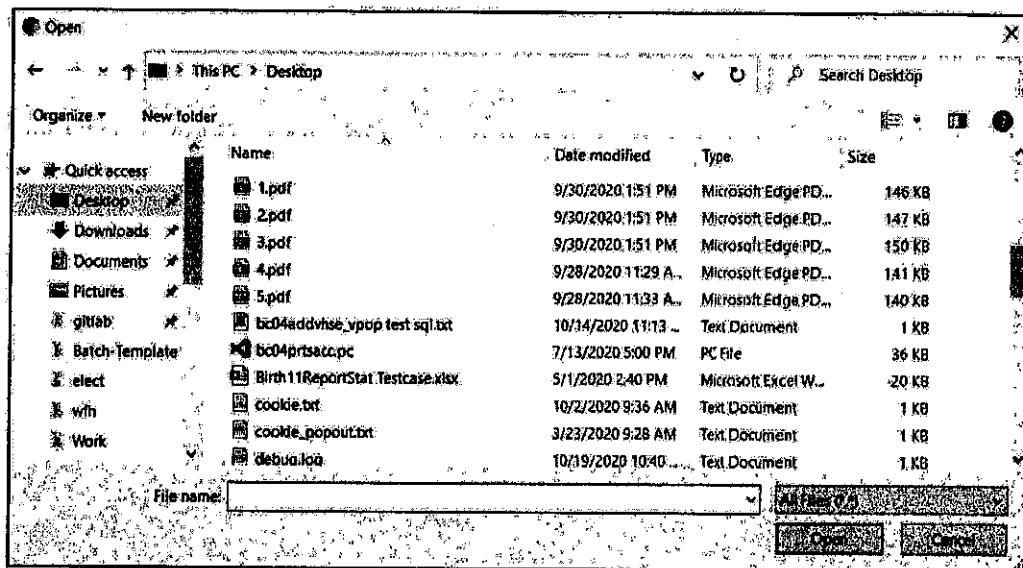 Open
This PC > Desktop
Search Desktop
Organize
New folder
Name
Date modified
Type
Size
Quick access
Desktop
Downloads
Documents
Pictures
gitlab
Batch-Template
elect
wfh
Work
1.pdf 9/30/2020 1:51 PM Microsoft Edge PD... 146 KB
2.pdf 9/30/2020 1:51 PM Microsoft Edge PD... 147 KB
3.pdf 9/30/2020 1:51 PM Microsoft Edge PD... 150 KB
4.pdf 9/28/2020 11:29 A... Microsoft Edge PD... 141 KB
5.pdf 9/28/2020 11:33 A... Microsoft Edge PD... 140 KB
bc04addvhse_vpop test sql.txt 10/14/2020 11:13 ... Text Document 1 KB
bc04prtsacc.pc 7/13/2020 5:00 PM PC File 36 KB
Birth11ReportStat Testcase.xlsx 5/1/2020 2:40 PM Microsoft Excel W... 20 KB
cookie.txt 10/2/2020 9:36 AM Text Document 1 KB
cookie_popout.txt 3/23/2020 9:28 AM Text Document 1 KB
debug.log 10/19/2020 10:40 ... Text Document 1 KB
File name:
All Files (*.*)
Open
Cancel